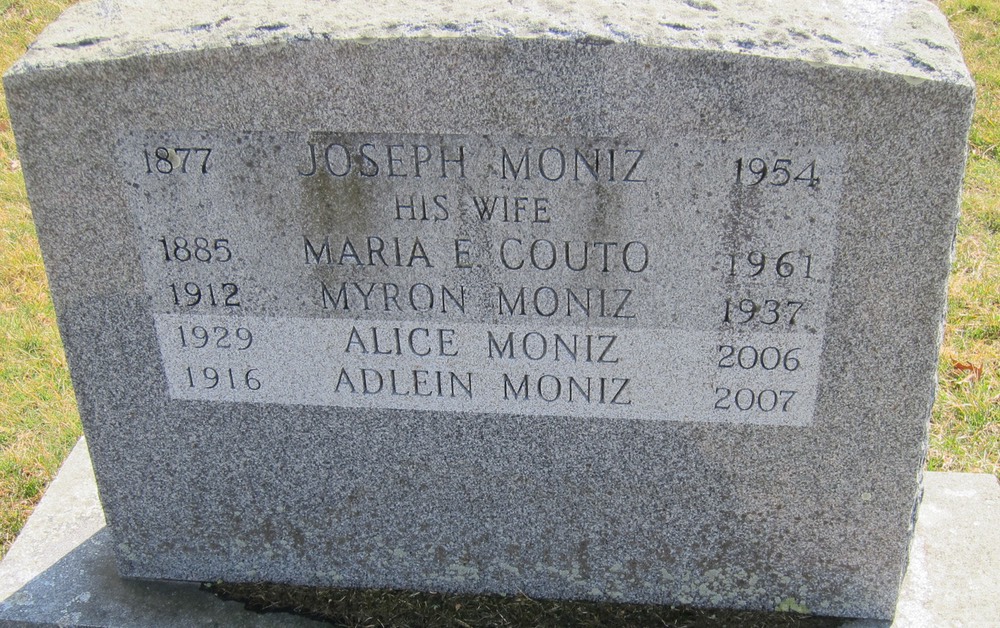 1877 JOSEPH MONIZ 1954
HIS WIFE
1885 MARIA E. COUTO 1961
1912 MYRON MONIZ 1937
1929 ALICE MONIZ 2006
1916 ADLEIN MONIZ 2007